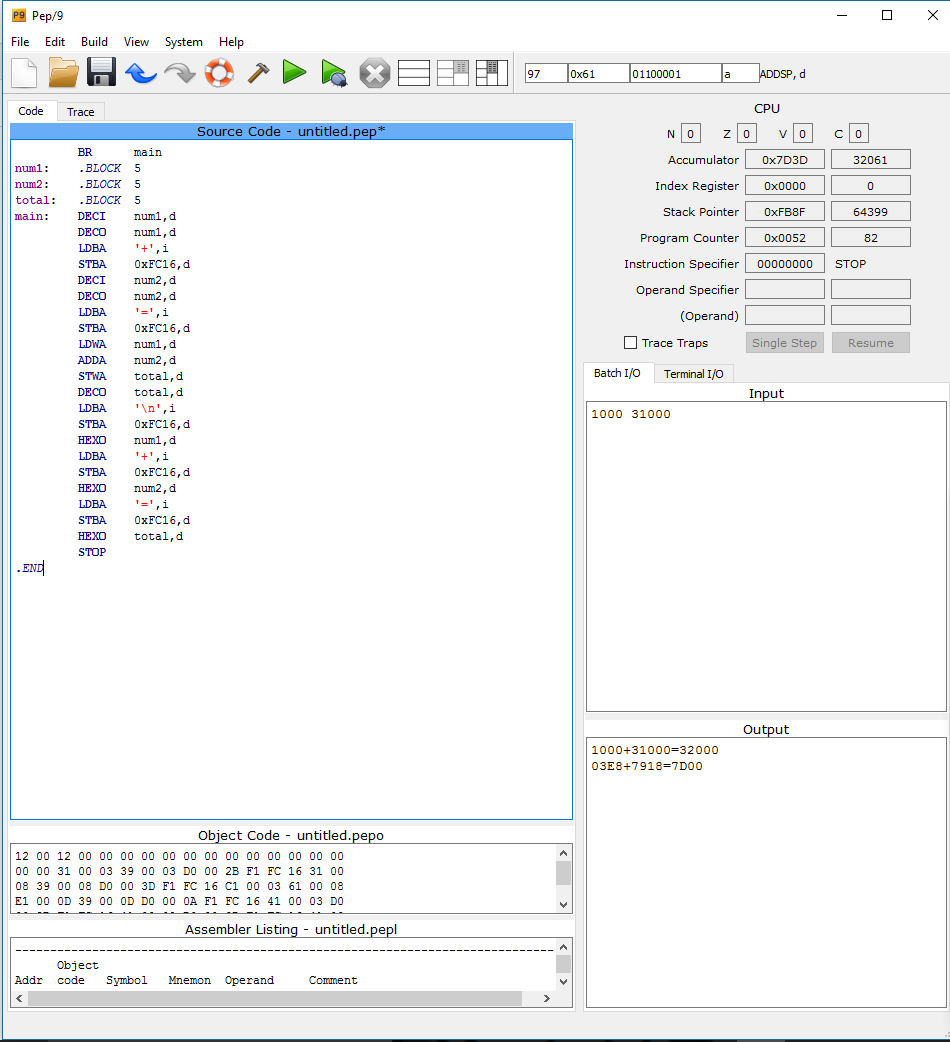 Pep/9
File Edit Build View System Help
97 0x61 01100001 a ADDSP, d
Code Trace
Source Code - untitled.pep*
BR main
num1: .BLOCK 5
num2: .BLOCK 5
total: .BLOCK 5
main: DECI num1,d
DECO num1,d
LDBA '+',i
STBA 0xFC16,d
DECI num2,d
DECO num2,d
LDBA '=',i
STBA 0xFC16,d
LDWA num1,d
ADDA num2,d
STWA total,d
DECO total,d
LDBA '\n',i
STBA 0xFC16,d
HEXO num1,d
LDBA '+',i
STBA 0xFC16,d
HEXO num2,d
LDBA '=',i
STBA 0xFC16,d
HEXO total,d
STOP
.END
Object Code - untitled.pepo
12 00 12 00 00 00 00 00 00 00 00 00 00 00 00 00
00 00 31 00 03 39 00 03 D0 00 2B F1 FC 16 31 00
08 39 00 08 D0 00 3D F1 FC 16 C1 00 03 61 00 08
E1 00 0D 39 00 0D D0 00 0A F1 FC 16 41 00 03 D0
Assembler Listing - untitled.pepl
-------------------------------------------------------------------------------
Object
Addr code Symbol Mnemon Operand Comment
CPU
N 0 Z 0 V 0 C 0
Accumulator 0x7D3D 32061
Index Register 0x0000 0
Stack Pointer 0xFB8F 64399
Program Counter 0x0052 82
Instruction Specifier 00000000 STOP
Operand Specifier
(Operand)
Trace Traps Single Step Resume
Batch I/O Terminal I/O
Input
1000 31000
Output
1000+31000=32000
03E8+7918=7D00